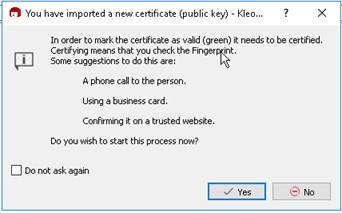 You have imported a new certificate (public key) - Kleo...
In order to mark the certificate as valid (green) it needs to be certified.
Certifying means that you check the Fingerprint.
Some suggestions to do this are:
A phone call to the person.
Using a business card.
Confirming it on a trusted website.
Do you wish to start this process now?
Do not ask again
Yes
No